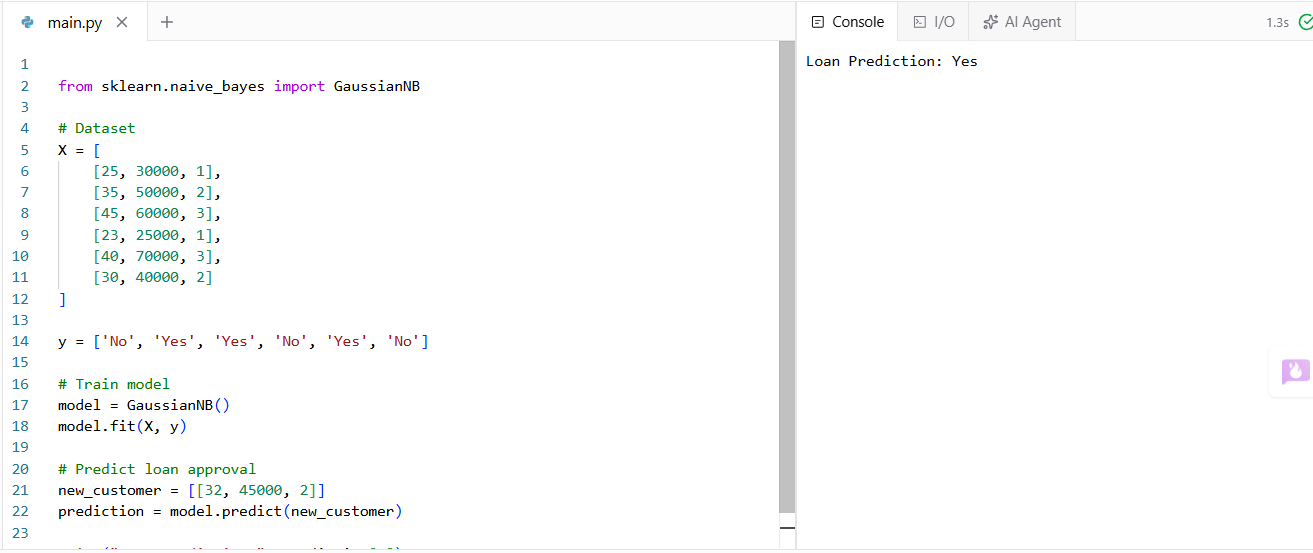 main.py
Console I/O AI Agent 1.3s
1
2 from sklearn.naive_bayes import GaussianNB
3
4 # Dataset
5 X = [
6 [25, 30000, 1],
7 [35, 50000, 2],
8 [45, 60000, 3],
9 [23, 25000, 1],
10 [40, 70000, 3],
11 [30, 40000, 2]
12 ]
13
14 y = ['No', 'Yes', 'Yes', 'No', 'Yes', 'No']
15
16 # Train model
17 model = GaussianNB()
18 model.fit(X, y)
19
20 # Predict loan approval
21 new_customer = [[32, 45000, 2]]
22 prediction = model.predict(new_customer)
23
Loan Prediction: Yes